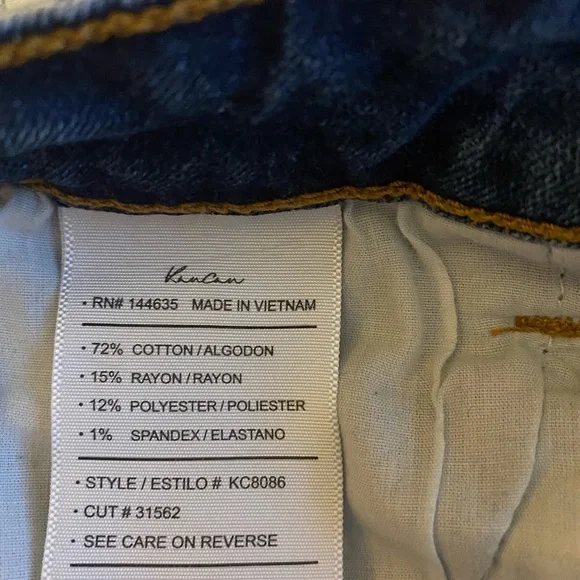 KanCan
• RN# 144635 MADE IN VIETNAM
• 72% COTTON/ALGODON
• 15% RAYON/RAYON
• 12% POLYESTER/POLIESTER
• 1% SPANDEX/ELASTANO
• STYLE / ESTILO # KC8086
• CUT # 31562
• SEE CARE ON REVERSE